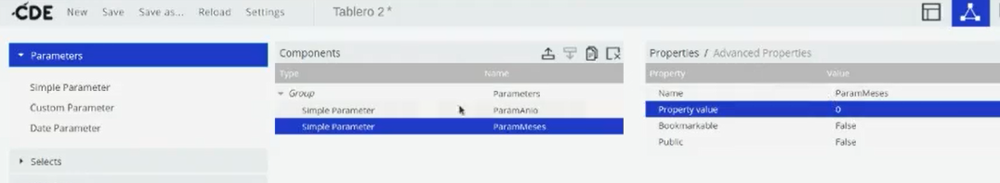 CDE New Save Save as... Reload Settings Tablero 2 *
Parameters
Simple Parameter
Custom Parameter
Date Parameter
Selects
Components
Type Name
Group Parameters
Simple Parameter ParamAnio
Simple Parameter ParamMeses
Properties / Advanced Properties
Property Value
Name ParamMeses
Property value 0
Bookmarkable False
Public False